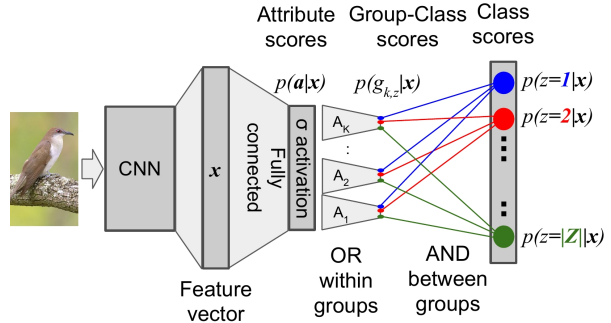 Attribute
scores
Group-Class
scores
Class
scores
p(a|x)
p(g_{k,z}|x)
p(z=1|x)
p(z=2|x)
p(z=|Z||x)
CNN
x
Fully
connected
σ activation
A_K
:
A_2
A_1
Feature
vector
OR
within
groups
AND
between
groups